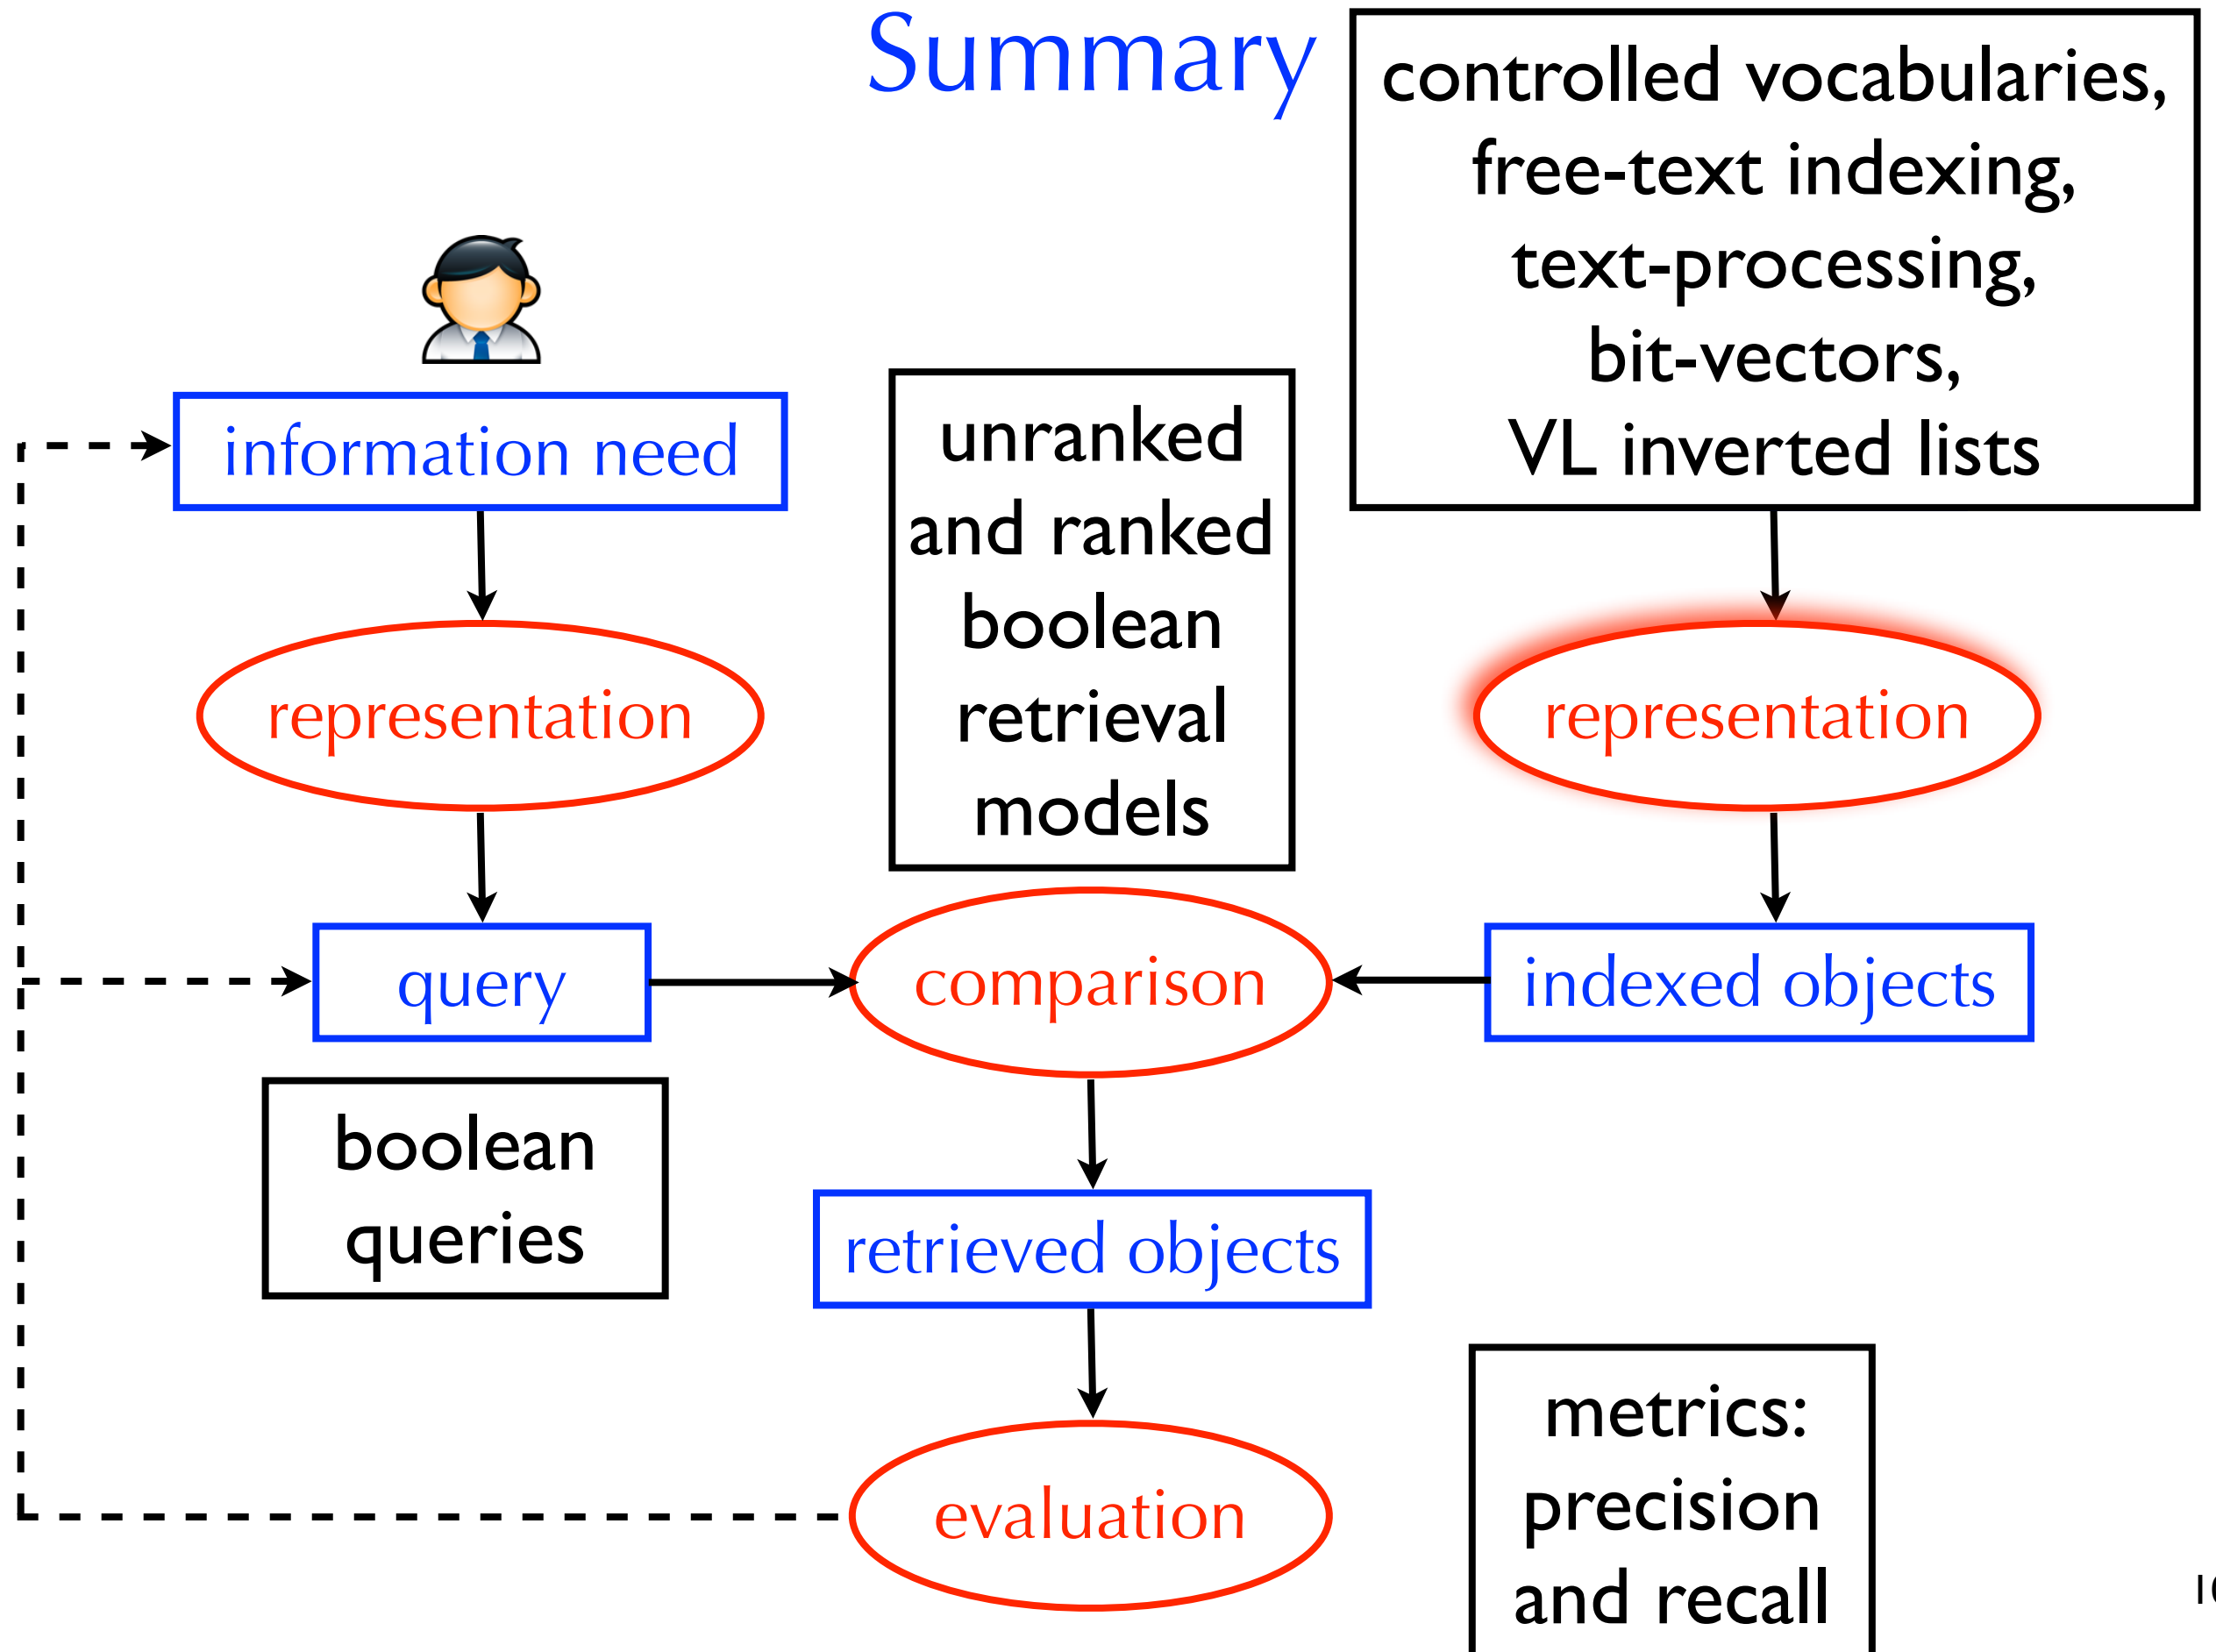 Summary
controlled vocabularies,
free-text indexing,
text-processing,
bit-vectors,
VL inverted lists
information need
unranked
and ranked
boolean
retrieval
models
representation
representation
query
comparison
indexed objects
boolean
queries
retrieved objects
evaluation
metrics:
precision
and recall